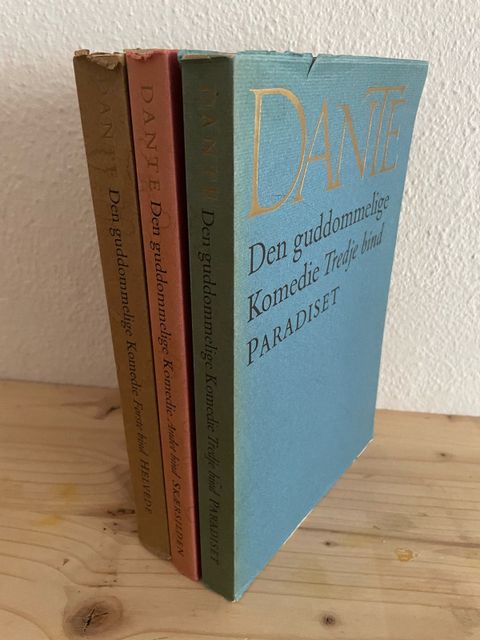 DANTE Den guddommelige Komedie Første bind HELVEDE
DANTE Den guddommelige Komedie Andet bind SKÆRSILDEN
DANTE Den guddommelige Komedie Tredje bind PARADISET
DANTE
Den guddommelige
Komedie Tredje bind
PARADISET